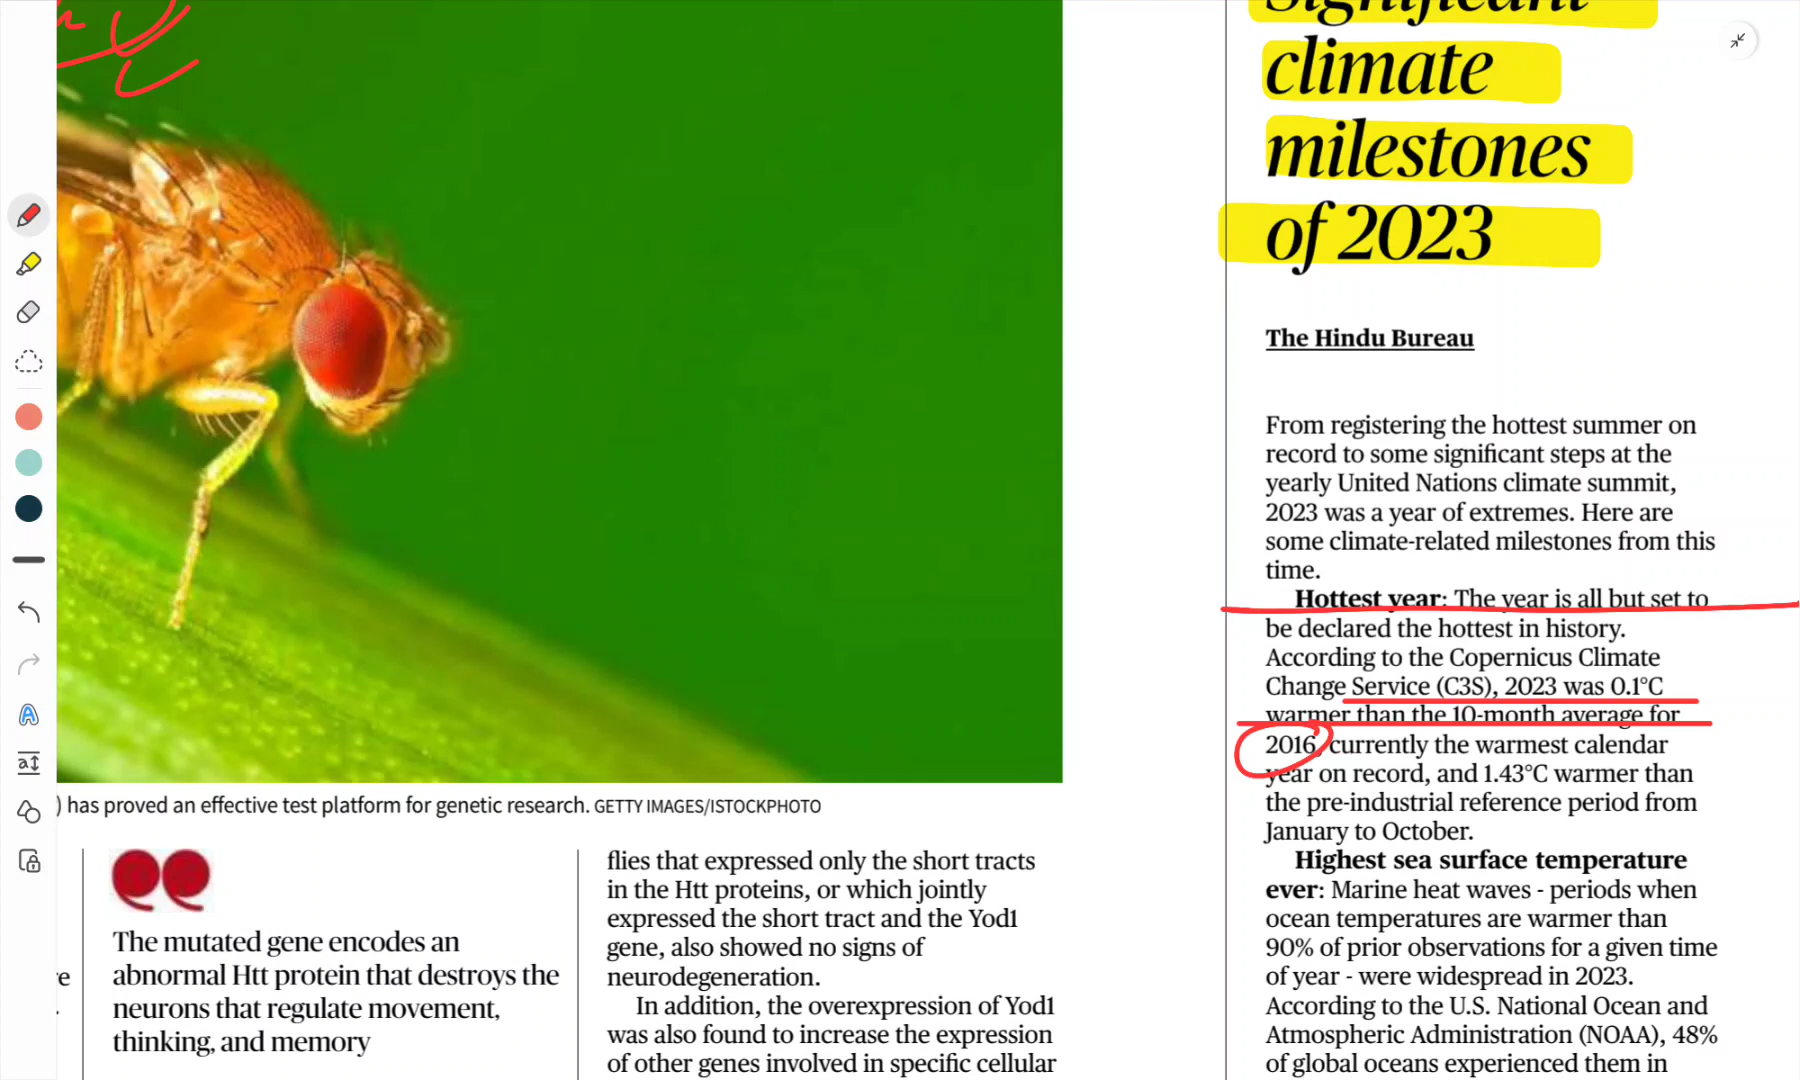 Significant
climate
milestones
of 2023
The Hindu Bureau
From registering the hottest summer on
record to some significant steps at the
yearly United Nations climate summit,
2023 was a year of extremes. Here are
some climate-related milestones from this
time.
Hottest year: The year is all but set to
be declared the hottest in history.
According to the Copernicus Climate
Change Service (C3S), 2023 was 0.1°C
warmer than the 10-month average for
2016, currently the warmest calendar
year on record, and 1.43°C warmer than
the pre-industrial reference period from
January to October.
Highest sea surface temperature
ever: Marine heat waves - periods when
ocean temperatures are warmer than
90% of prior observations for a given time
of year - were widespread in 2023.
According to the U.S. National Ocean and
Atmospheric Administration (NOAA), 48%
of global oceans experienced them in
) has proved an effective test platform for genetic research. GETTY IMAGES/ISTOCKPHOTO
The mutated gene encodes an
abnormal Htt protein that destroys the
neurons that regulate movement,
thinking, and memory
flies that expressed only the short tracts
in the Htt proteins, or which jointly
expressed the short tract and the Yod1
gene, also showed no signs of
neurodegeneration.
In addition, the overexpression of Yod1
was also found to increase the expression
of other genes involved in specific cellular